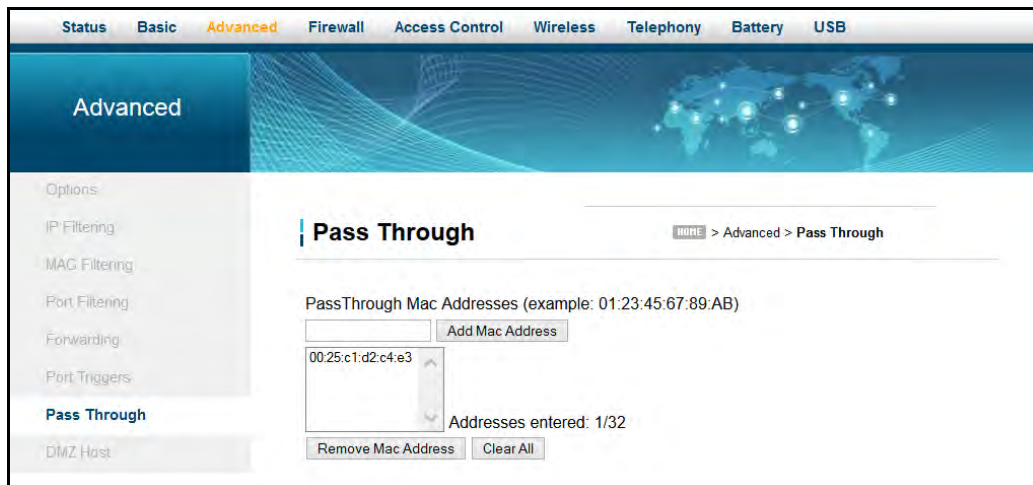 Status Basic Advanced Firewall Access Control Wireless Telephony Battery USB
Advanced
Options
IP Filtering
MAC Filtering
Port Filtering
Forwarding
Port Triggers
Pass Through
DMZ Host
Pass Through
HOME > Advanced > Pass Through
PassThrough Mac Addresses (example: 01:23:45:67:89:AB)
Add Mac Address
00:25:c1:d2:c4:e3
Addresses entered: 1/32
Remove Mac Address Clear All